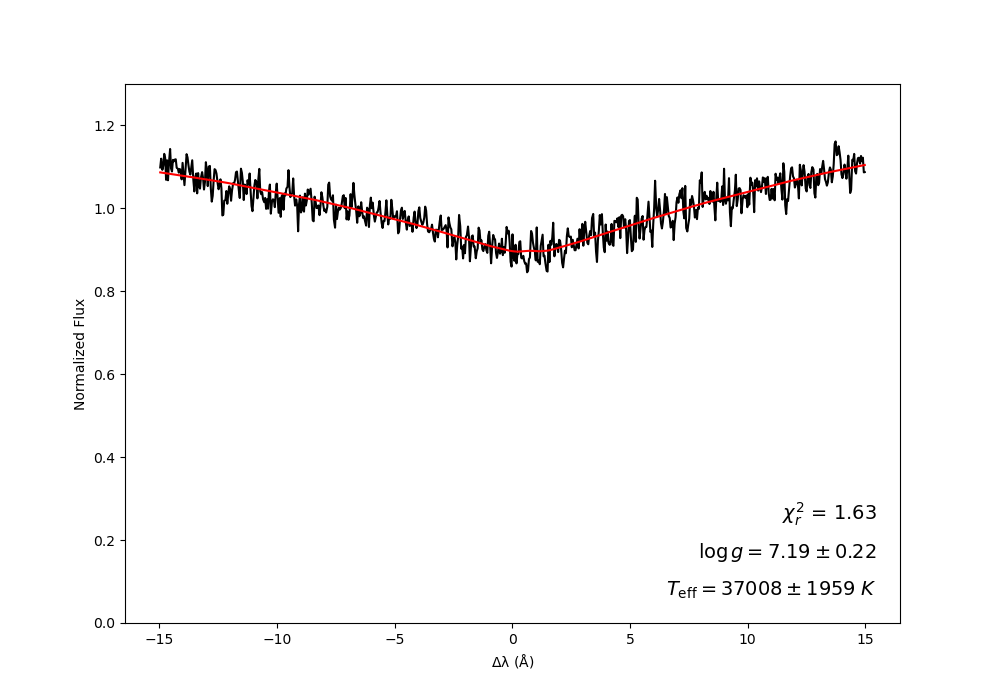 1.2
1.0
0.8
0.6
0.4
0.2
0.0
Normalized Flux
χ²ᵣ = 1.63
log g = 7.19 ± 0.22
T_eff = 37008 ± 1959 K
−15 −10 −5 0 5 10 15
Δλ (Å)